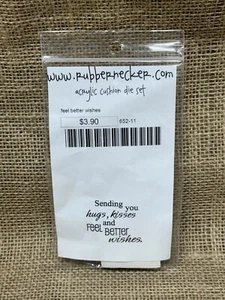 www.rubbernecker.com
acrylic cushion die set
feel better wishes
$3.90
652-11
Sending you
hugs, kisses
and
FEEL BETTER
wishes.